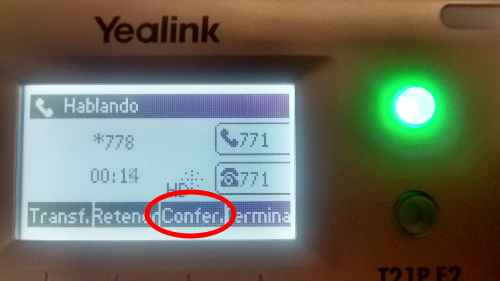 Yealink
Hablando
*778
771
00:14
HD
771
Transf. Retener Confer. Termina
T21P E2